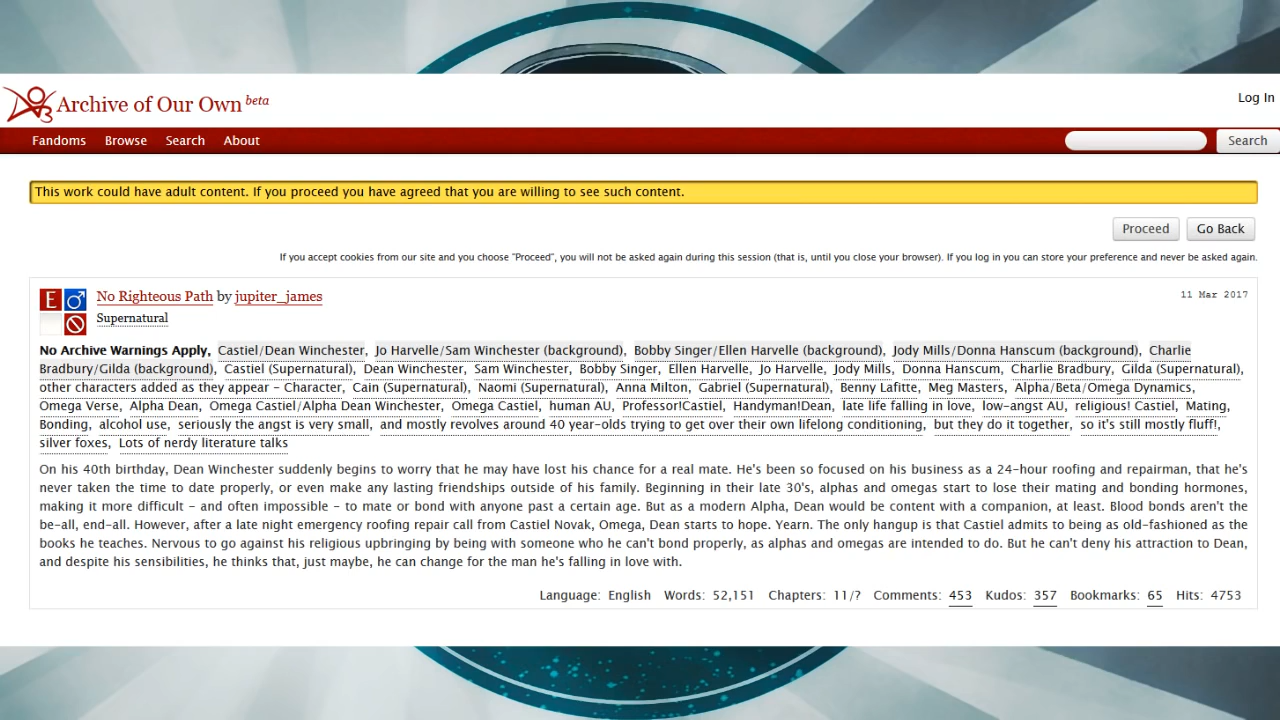 Archive of Our Own beta
Log In
Fandoms Browse Search About
Search
This work could have adult content. If you proceed you have agreed that you are willing to see such content.
Proceed Go Back
If you accept cookies from our site and you choose "Proceed", you will not be asked again during this session (that is, until you close your browser). If you log in you can store your preference and never be asked again.
E No Righteous Path by jupiter_james 11 Mar 2017
Supernatural
No Archive Warnings Apply, Castiel/Dean Winchester, Jo Harvelle/Sam Winchester (background), Bobby Singer/Ellen Harvelle (background), Jody Mills/Donna Hanscum (background), Charlie
Bradbury/Gilda (background), Castiel (Supernatural), Dean Winchester, Sam Winchester, Bobby Singer, Ellen Harvelle, Jo Harvelle, Jody Mills, Donna Hanscum, Charlie Bradbury, Gilda (Supernatural),
other characters added as they appear - Character, Cain (Supernatural), Naomi (Supernatural), Anna Milton, Gabriel (Supernatural), Benny Lafitte, Meg Masters, Alpha/Beta/Omega Dynamics,
Omega Verse, Alpha Dean, Omega Castiel/Alpha Dean Winchester, Omega Castiel, human AU, Professor!Castiel, Handyman!Dean, late life falling in love, low-angst AU, religious! Castiel, Mating,
Bonding, alcohol use, seriously the angst is very small, and mostly revolves around 40 year-olds trying to get over their own lifelong conditioning, but they do it together, so it's still mostly fluff!,
silver foxes, Lots of nerdy literature talks
On his 40th birthday, Dean Winchester suddenly begins to worry that he may have lost his chance for a real mate. He's been so focused on his business as a 24-hour roofing and repairman, that he's
never taken the time to date properly, or even make any lasting friendships outside of his family. Beginning in their late 30's, alphas and omegas start to lose their mating and bonding hormones,
making it more difficult - and often impossible - to mate or bond with anyone past a certain age. But as a modern Alpha, Dean would be content with a companion, at least. Blood bonds aren't the
be-all, end-all. However, after a late night emergency roofing repair call from Castiel Novak, Omega, Dean starts to hope. Yearn. The only hangup is that Castiel admits to being as old-fashioned as the
books he teaches. Nervous to go against his religious upbringing by being with someone who he can't bond properly, as alphas and omegas are intended to do. But he can't deny his attraction to Dean,
and despite his sensibilities, he thinks that, just maybe, he can change for the man he's falling in love with.
Language: English Words: 52,151 Chapters: 11/? Comments: 453 Kudos: 357 Bookmarks: 65 Hits: 4753